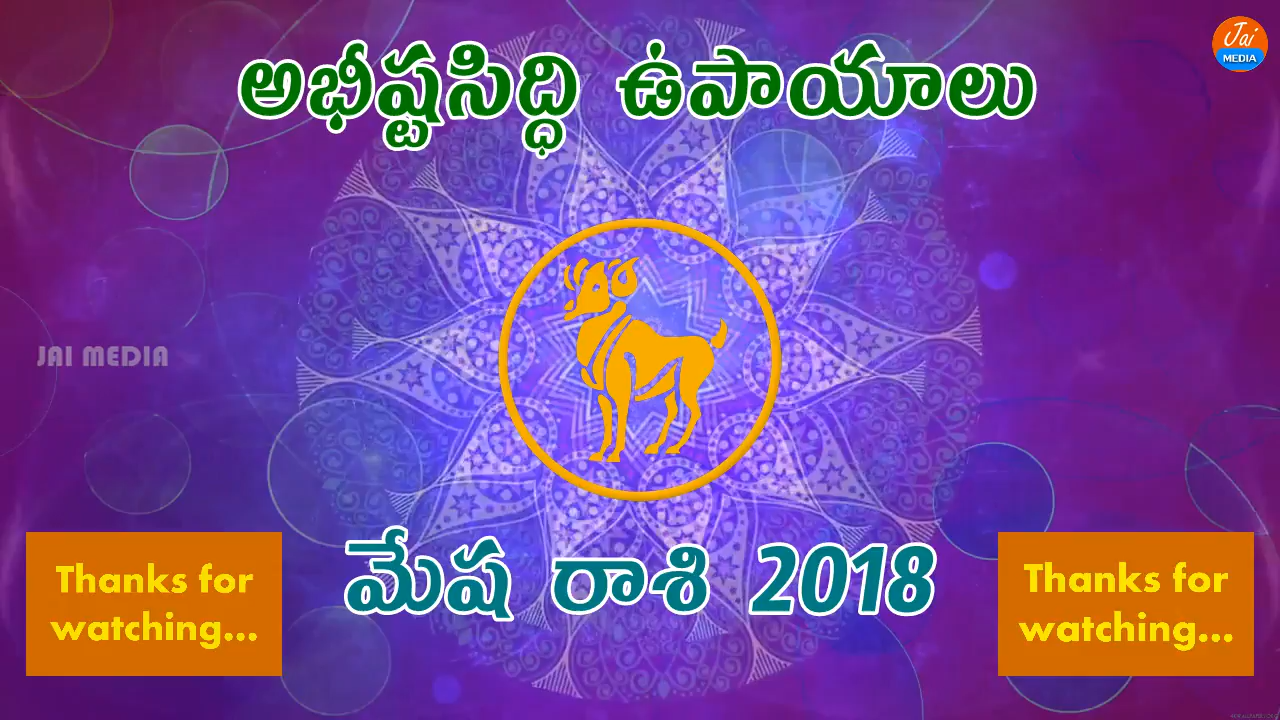 Jai
MEDIA
అభీష్టసిద్ధి ఉపాయాలు
JAI MEDIA
Thanks for
watching...
మేష రాశి 2018
Thanks for
watching...